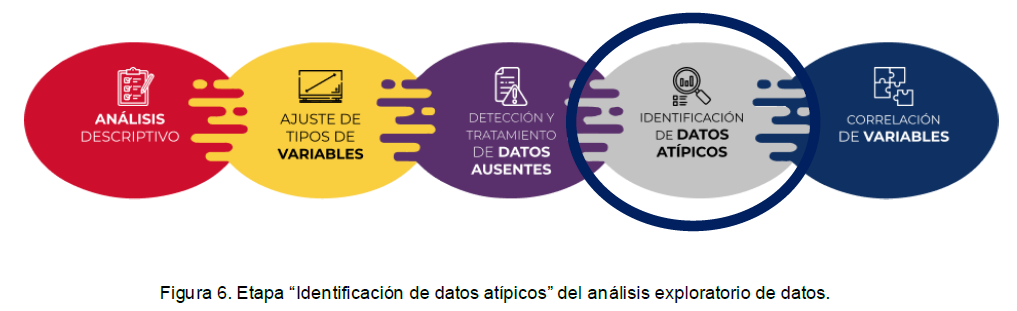 ANÁLISIS
DESCRIPTIVO
AJUSTE DE
TIPOS DE
VARIABLES
DETECCIÓN Y
TRATAMIENTO
DE DATOS
AUSENTES
IDENTIFICACIÓN
DE DATOS
ATÍPICOS
CORRELACIÓN
DE VARIABLES
Figura 6. Etapa “Identificación de datos atípicos” del análisis exploratorio de datos.